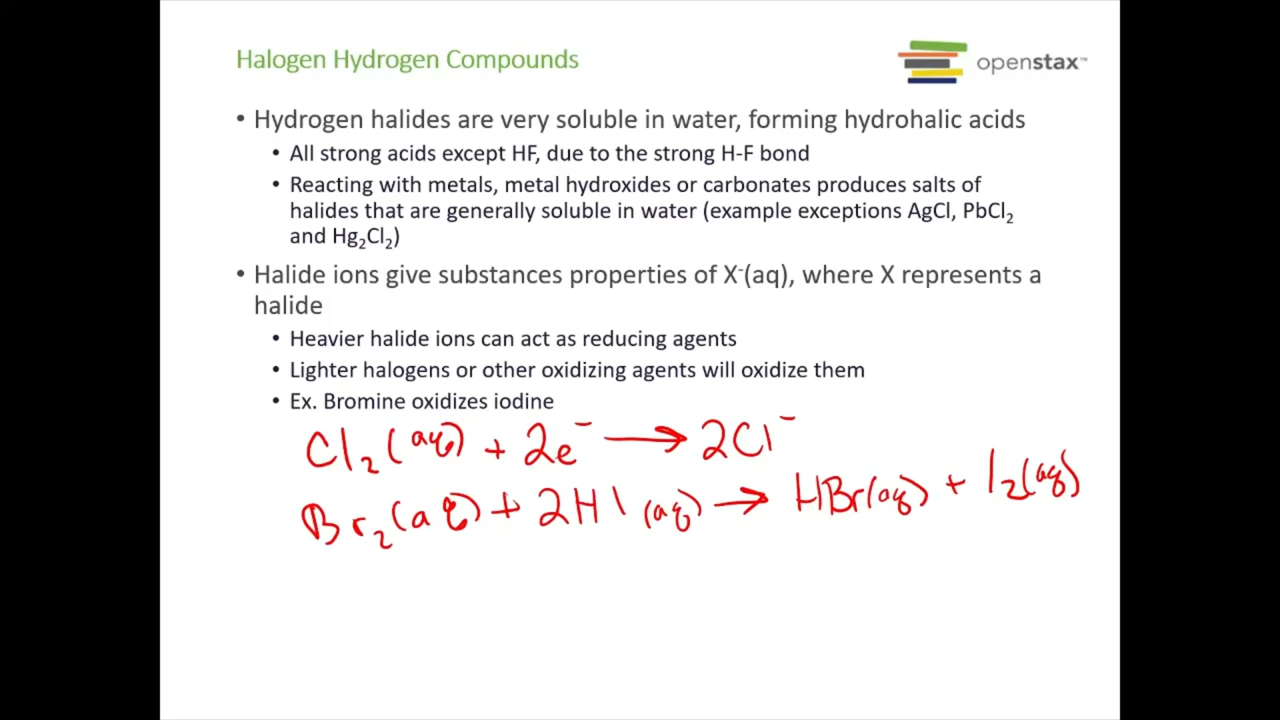 Halogen Hydrogen Compounds
openstax™
• Hydrogen halides are very soluble in water, forming hydrohalic acids
• All strong acids except HF, due to the strong H-F bond
• Reacting with metals, metal hydroxides or carbonates produces salts of
halides that are generally soluble in water (example exceptions AgCl, PbCl₂
and Hg₂Cl₂)
• Halide ions give substances properties of X⁻(aq), where X represents a
halide
• Heavier halide ions can act as reducing agents
• Lighter halogens or other oxidizing agents will oxidize them
• Ex. Bromine oxidizes iodine
Cl₂(aq) + 2e⁻ → 2Cl⁻
Br₂(aq) + 2HI(aq) → HBr(aq) + I₂(aq)